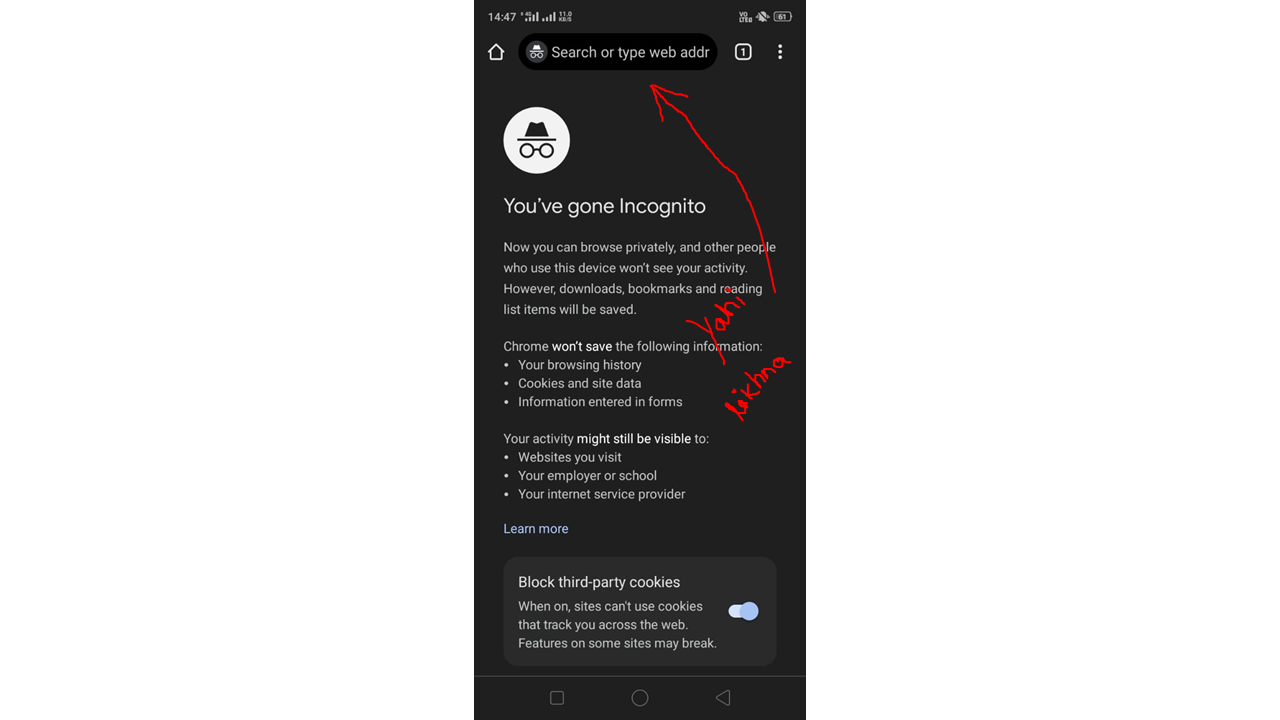 14:47 4G 11.0 KB/S VO LTE 61
Search or type web addr 1
You've gone Incognito
Now you can browse privately, and other people
who use this device won't see your activity.
However, downloads, bookmarks and reading
list items will be saved.
Yahi
likhna
Chrome won't save the following information:
• Your browsing history
• Cookies and site data
• Information entered in forms
Your activity might still be visible to:
• Websites you visit
• Your employer or school
• Your internet service provider
Learn more
Block third-party cookies
When on, sites can't use cookies
that track you across the web.
Features on some sites may break.